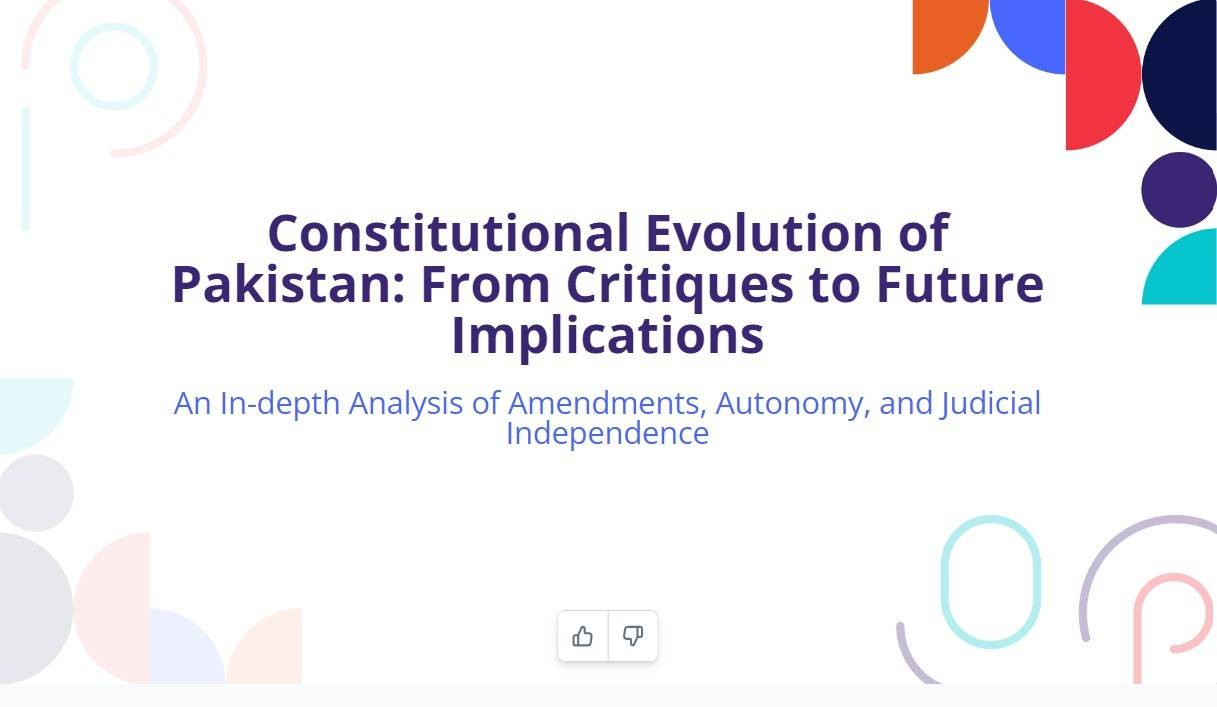 Constitutional Evolution of
Pakistan: From Critiques to Future
Implications
An In-depth Analysis of Amendments, Autonomy, and Judicial
Independence